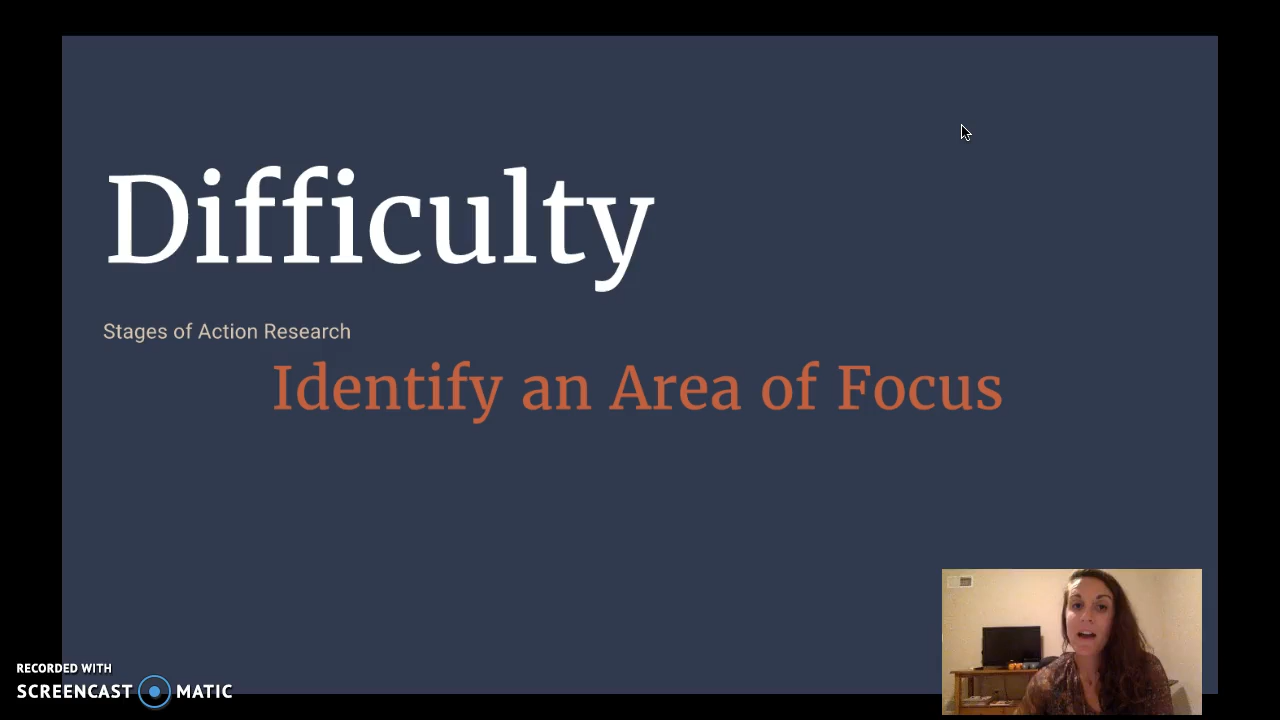 Difficulty
Stages of Action Research
Identify an Area of Focus
RECORDED WITH
SCREENCAST MATIC